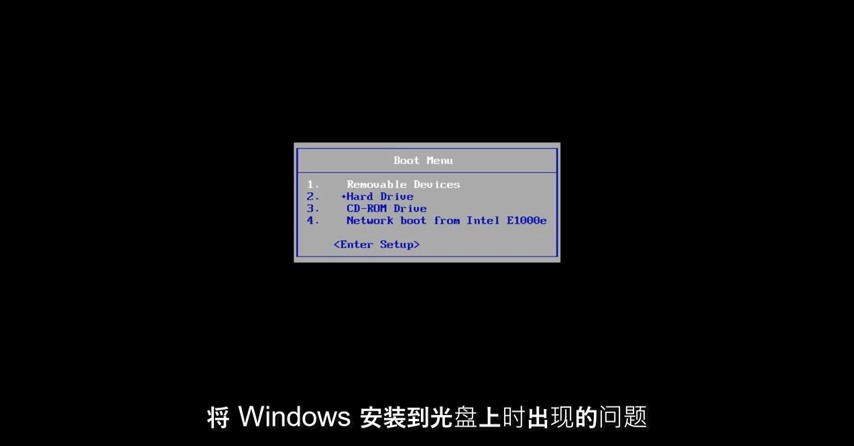 Boot Menu
1. Removable Devices
2. +Hard Drive
3. CD-ROM Drive
4. Network boot from Intel E1000e
<Enter Setup>
将 Windows 安装到光盘上时出现的问题